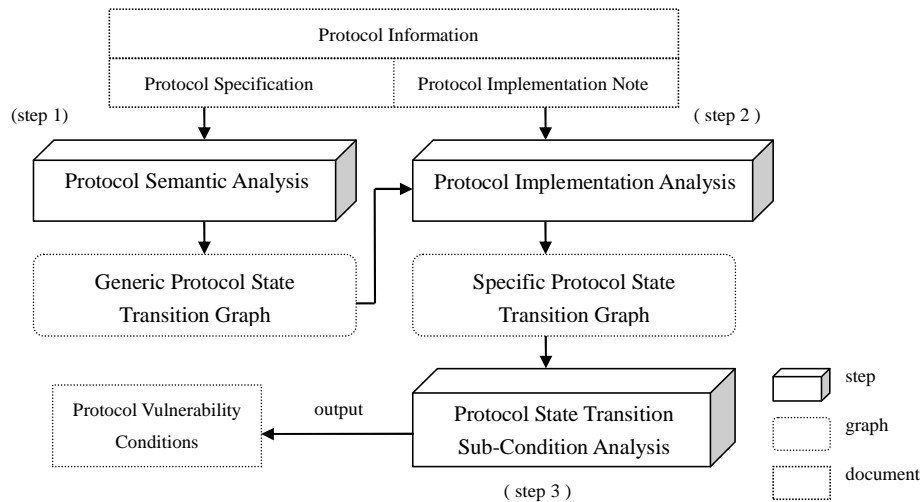 Protocol Information
Protocol Specification
Protocol Implementation Note
(step 1)
( step 2 )
Protocol Semantic Analysis
Protocol Implementation Analysis
Generic Protocol State
Transition Graph
Specific Protocol State
Transition Graph
Protocol Vulnerability
Conditions
output
Protocol State Transition
Sub-Condition Analysis
( step 3 )
step
graph
document